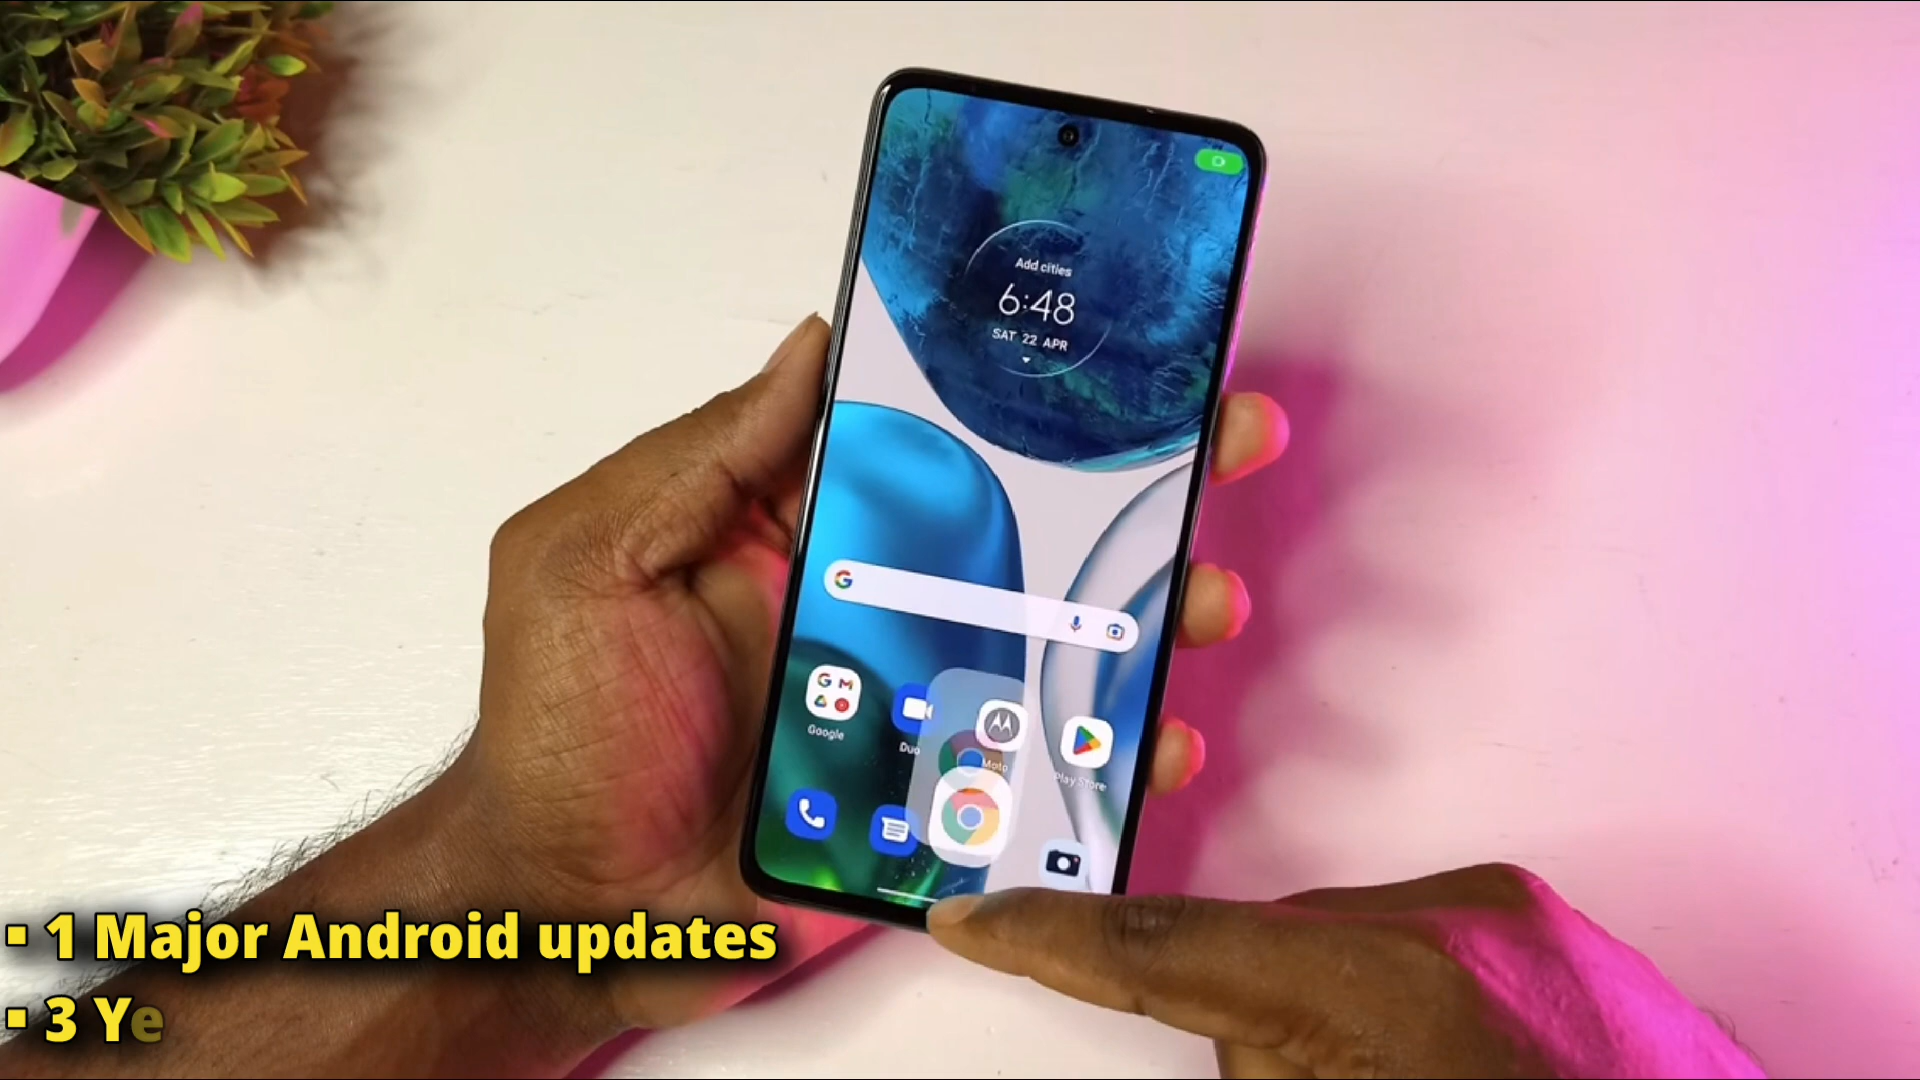 Add cities
6:48
SAT 22 APR
Google
Duo
Moto
Play Store
▪ 1 Major Android updates
▪ 3 Ye